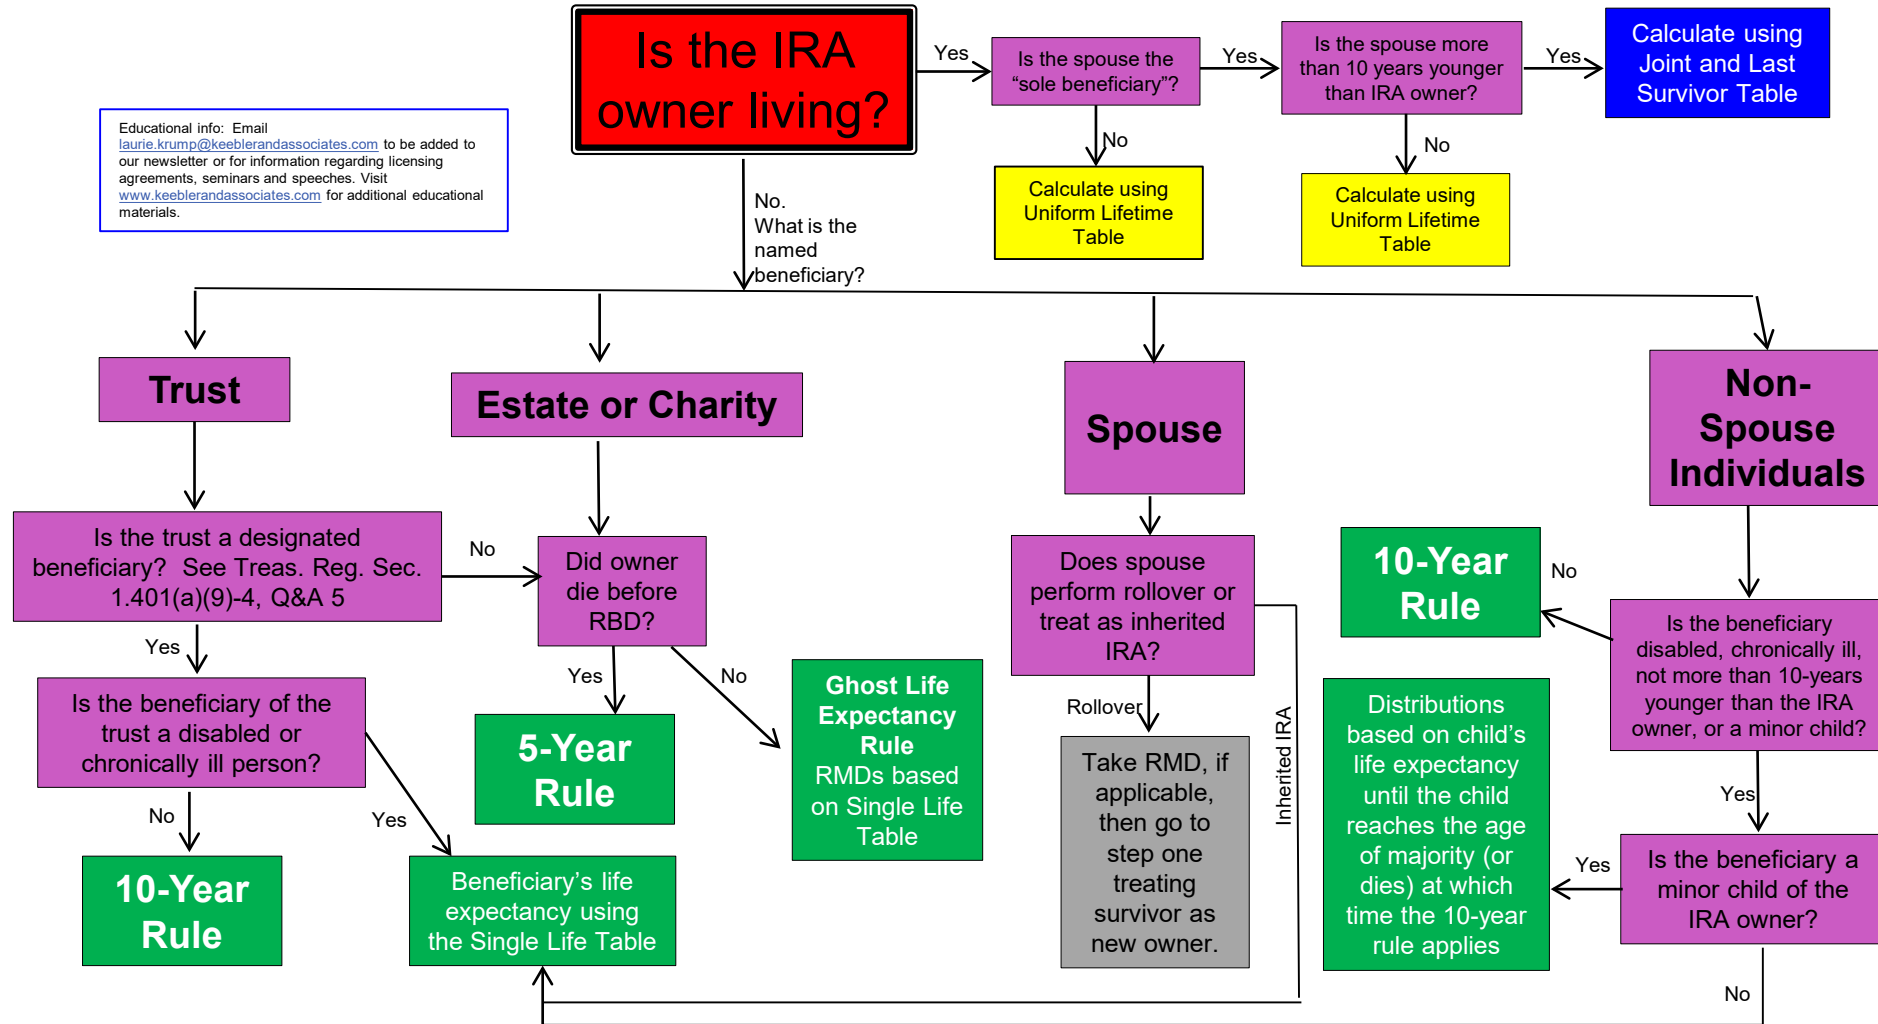 Is the IRA
owner living?
Yes
Is the spouse the
“sole beneficiary”?
Yes
Is the spouse more
than 10 years younger
than IRA owner?
Yes
Calculate using
Joint and Last
Survivor Table
Educational info:  Email
laurie.krump@keeblerandassociates.com to be added to
our newsletter or for information regarding licensing
agreements, seminars and speeches. Visit
www.keeblerandassociates.com for additional educational
materials.
No
Calculate using
Uniform Lifetime
Table
No
Calculate using
Uniform Lifetime
Table
No.
What is the
named
beneficiary?
Trust
Estate or Charity
Spouse
Non-
Spouse
Individuals
Is the trust a designated
beneficiary?  See Treas. Reg. Sec.
1.401(a)(9)-4, Q&A 5
No
Did owner
die before
RBD?
Does spouse
perform rollover or
treat as inherited
IRA?
10-Year
Rule
No
Is the beneficiary
disabled, chronically ill,
not more than 10-years
younger than the IRA
owner, or a minor child?
Yes
Is the beneficiary of the
trust a disabled or
chronically ill person?
Yes
No
5-Year
Rule
Ghost Life
Expectancy
Rule
RMDs based
on Single Life
Table
Rollover
Inherited IRA
Take RMD, if
applicable,
then go to
step one
treating
survivor as
new owner.
Distributions
based on child’s
life expectancy
until the child
reaches the age
of majority (or
dies) at which
time the 10-year
rule applies
Yes
Yes
Is the beneficiary a
minor child of the
IRA owner?
No
No
Yes
10-Year
Rule
Beneficiary’s life
expectancy using
the Single Life Table